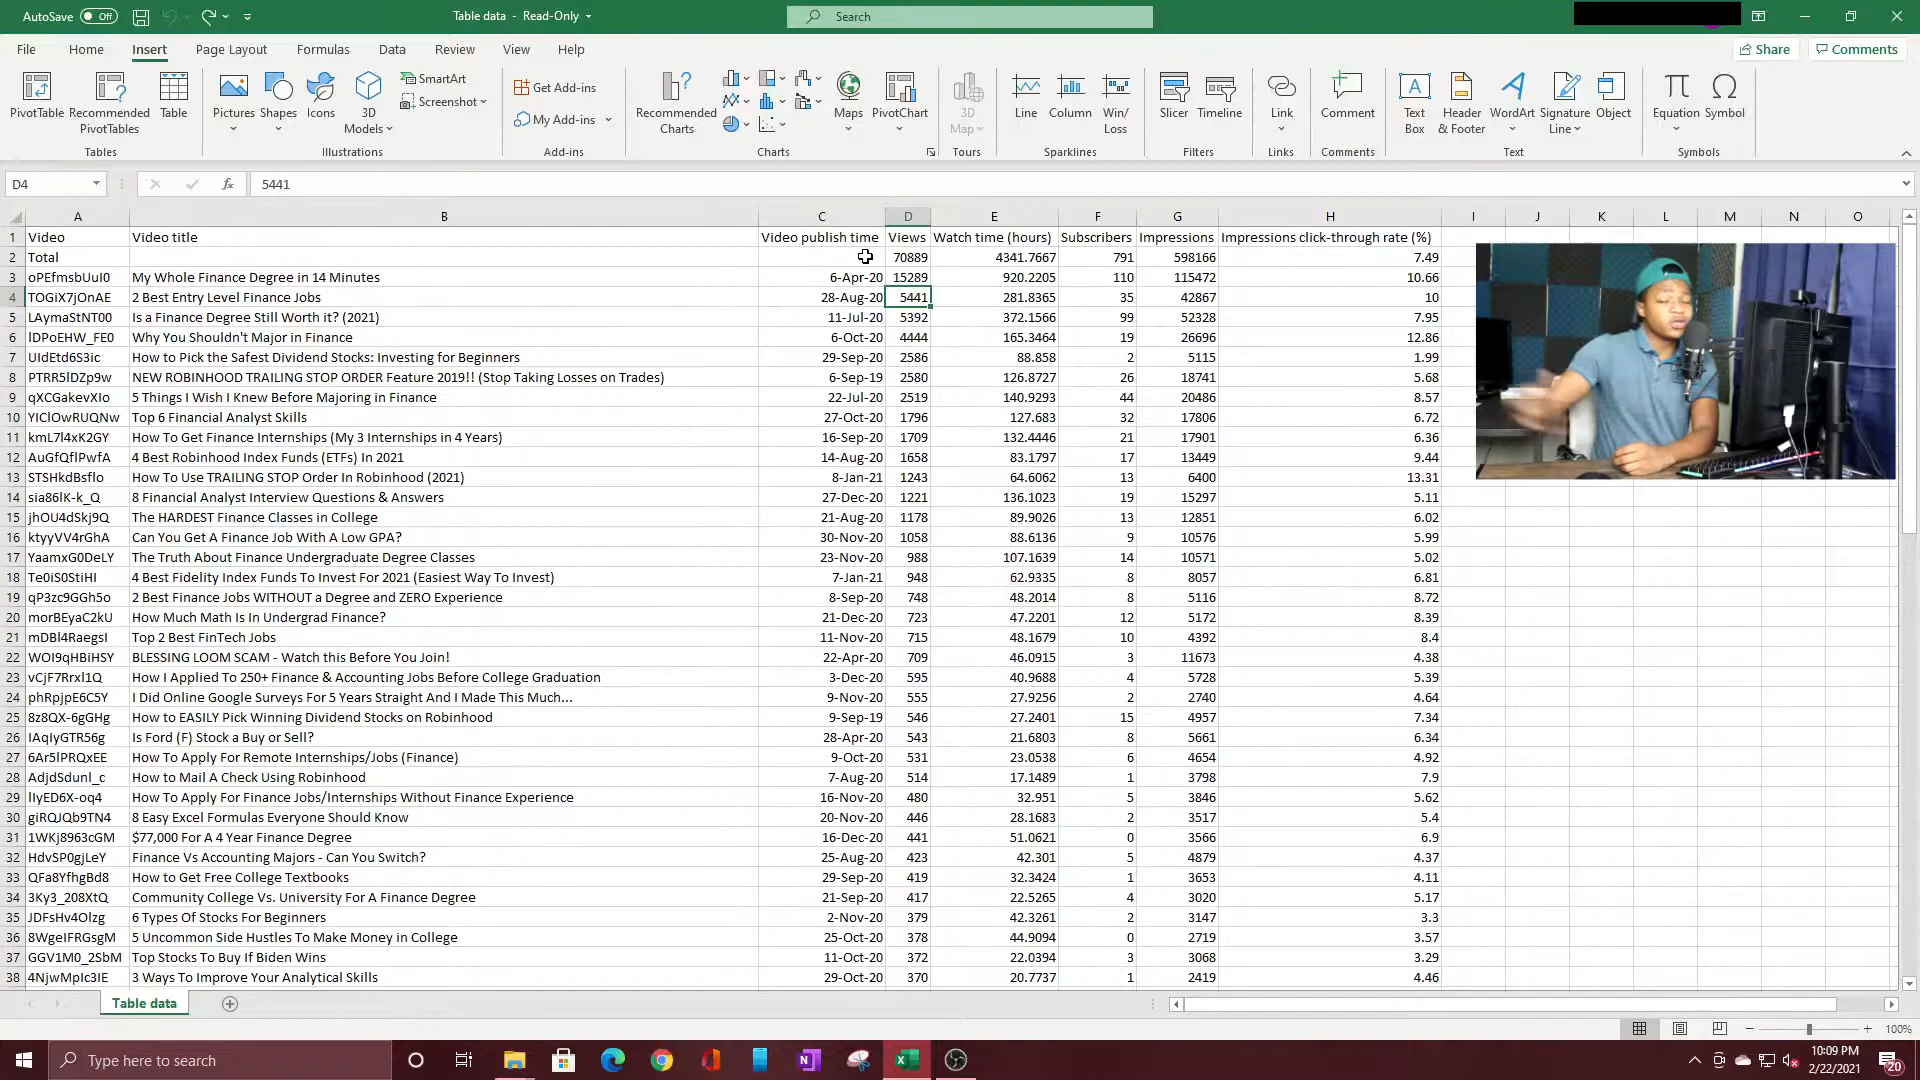 AutoSave Off Table data - Read-Only Search
File Home Insert Page Layout Formulas Data Review View Help Share Comments
PivotTable Recommended PivotTables Table Pictures Shapes Icons 3D Models SmartArt Screenshot Get Add-ins My Add-ins Recommended Charts Maps PivotChart 3D Map Line Column Win/Loss Slicer Timeline Link Comment Text Box Header & Footer WordArt Signature Line Object Equation Symbol
Tables Illustrations Add-ins Charts Tours Sparklines Filters Links Comments Text Symbols
D4 fx 5441
A B C D E F G H I J K L M N O
1 Video Video title Video publish time Views Watch time (hours) Subscribers Impressions Impressions click-through rate (%)
2 Total 70889 4341.7667 791 598166 7.49
3 oPEfmsbUuI0 My Whole Finance Degree in 14 Minutes 6-Apr-20 15289 920.2205 110 115472 10.66
4 TOGiX7jOnAE 2 Best Entry Level Finance Jobs 28-Aug-20 5441 281.8365 35 42867 10
5 LAymaStNT00 Is a Finance Degree Still Worth it? (2021) 11-Jul-20 5392 372.1566 99 52328 7.95
6 lDPoEHW_FE0 Why You Shouldn't Major in Finance 6-Oct-20 4444 165.3464 19 26696 12.86
7 UIdEtd6S3ic How to Pick the Safest Dividend Stocks: Investing for Beginners 29-Sep-20 2586 88.858 2 5115 1.99
8 PTRR5lDZp9w NEW ROBINHOOD TRAILING STOP ORDER Feature 2019!! (Stop Taking Losses on Trades) 6-Sep-19 2580 126.8727 26 18741 5.68
9 qXCGakevXIo 5 Things I Wish I Knew Before Majoring in Finance 22-Jul-20 2519 140.9293 44 20486 8.57
10 YIClOwRUQNw Top 6 Financial Analyst Skills 27-Oct-20 1796 127.683 32 17806 6.72
11 kmL7l4xK2GY How To Get Finance Internships (My 3 Internships in 4 Years) 16-Sep-20 1709 132.4446 21 17901 6.36
12 AuGfQflPwfA 4 Best Robinhood Index Funds (ETFs) In 2021 14-Aug-20 1658 83.1797 17 13449 9.44
13 STSHkdBsflo How To Use TRAILING STOP Order In Robinhood (2021) 8-Jan-21 1243 64.6062 13 6400 13.31
14 sia86lK-k_Q 8 Financial Analyst Interview Questions & Answers 27-Dec-20 1221 136.1023 19 15297 5.11
15 jhOU4dSkj9Q The HARDEST Finance Classes in College 21-Aug-20 1178 89.9026 13 12851 6.02
16 ktyyVV4rGhA Can You Get A Finance Job With A Low GPA? 30-Nov-20 1058 88.6136 9 10576 5.99
17 YaamxG0DeLY The Truth About Finance Undergraduate Degree Classes 23-Nov-20 988 107.1639 14 10571 5.02
18 Te0iS0StiHI 4 Best Fidelity Index Funds To Invest For 2021 (Easiest Way To Invest) 7-Jan-21 948 62.9335 8 8057 6.81
19 qP3zc9GGh5o 2 Best Finance Jobs WITHOUT a Degree and ZERO Experience 8-Sep-20 748 48.2014 8 5116 8.72
20 morBEyaC2kU How Much Math Is In Undergrad Finance? 21-Dec-20 723 47.2201 12 5172 8.39
21 mDBl4RaegsI Top 2 Best FinTech Jobs 11-Nov-20 715 48.1679 10 4392 8.4
22 WOI9qHBiHSY BLESSING LOOM SCAM - Watch this Before You Join! 22-Apr-20 709 46.0915 3 11673 4.38
23 vCjF7Rrxl1Q How I Applied To 250+ Finance & Accounting Jobs Before College Graduation 3-Dec-20 595 40.9688 4 5728 5.39
24 phRpjpE6C5Y I Did Online Google Surveys For 5 Years Straight And I Made This Much... 9-Nov-20 555 27.9256 2 2740 4.64
25 8z8QX-6gGHg How to EASILY Pick Winning Dividend Stocks on Robinhood 9-Sep-19 546 27.2401 15 4957 7.34
26 IAqIyGTR56g Is Ford (F) Stock a Buy or Sell? 28-Apr-20 543 21.6803 8 5661 6.34
27 6Ar5lPRQxEE How To Apply For Remote Internships/Jobs (Finance) 9-Oct-20 531 23.0538 6 4654 4.92
28 AdjdSdunl_c How to Mail A Check Using Robinhood 7-Aug-20 514 17.1489 1 3798 7.9
29 lIyED6X-oq4 How To Apply For Finance Jobs/Internships Without Finance Experience 16-Nov-20 480 32.951 5 3846 5.62
30 giRQJQb9TN4 8 Easy Excel Formulas Everyone Should Know 20-Nov-20 446 28.1683 2 3517 5.4
31 1WKj8963cGM $77,000 For A 4 Year Finance Degree 16-Dec-20 441 51.0621 0 3566 6.9
32 HdvSP0gjLeY Finance Vs Accounting Majors - Can You Switch? 25-Aug-20 423 42.301 5 4879 4.37
33 QFa8YfhgBd8 How to Get Free College Textbooks 29-Sep-20 419 32.3424 1 3653 4.11
34 3Ky3_208XtQ Community College Vs. University For A Finance Degree 21-Sep-20 417 22.5265 4 3020 5.17
35 JDFsHv4Olzg 6 Types Of Stocks For Beginners 2-Nov-20 379 42.3261 2 3147 3.3
36 8WgeIFRGsgM 5 Uncommon Side Hustles To Make Money in College 25-Oct-20 378 44.9094 0 2719 3.57
37 GGV1M0_2SbM Top Stocks To Buy If Biden Wins 11-Oct-20 372 22.0394 3 3068 3.29
38 4NjwMpIc3IE 3 Ways To Improve Your Analytical Skills 29-Oct-20 370 20.7737 1 2419 4.46
Table data
100%
Type here to search 10:09 PM
2/22/2021 20